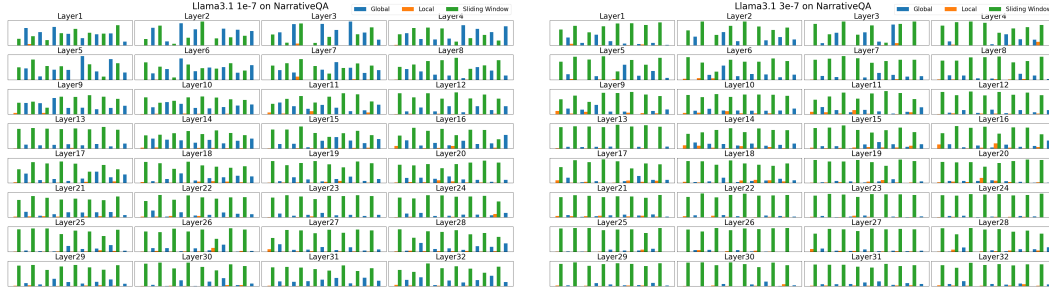 Llama3.1 1e-7 on NarrativeQA
Global Local Sliding Window
Layer1 Layer2 Layer3 Layer4
Layer5 Layer6 Layer7 Layer8
Layer9 Layer10 Layer11 Layer12
Layer13 Layer14 Layer15 Layer16
Layer17 Layer18 Layer19 Layer20
Layer21 Layer22 Layer23 Layer24
Layer25 Layer26 Layer27 Layer28
Layer29 Layer30 Layer31 Layer32
Llama3.1 3e-7 on NarrativeQA
Global Local Sliding Window
Layer1 Layer2 Layer3 Layer4
Layer5 Layer6 Layer7 Layer8
Layer9 Layer10 Layer11 Layer12
Layer13 Layer14 Layer15 Layer16
Layer17 Layer18 Layer19 Layer20
Layer21 Layer22 Layer23 Layer24
Layer25 Layer26 Layer27 Layer28
Layer29 Layer30 Layer31 Layer32